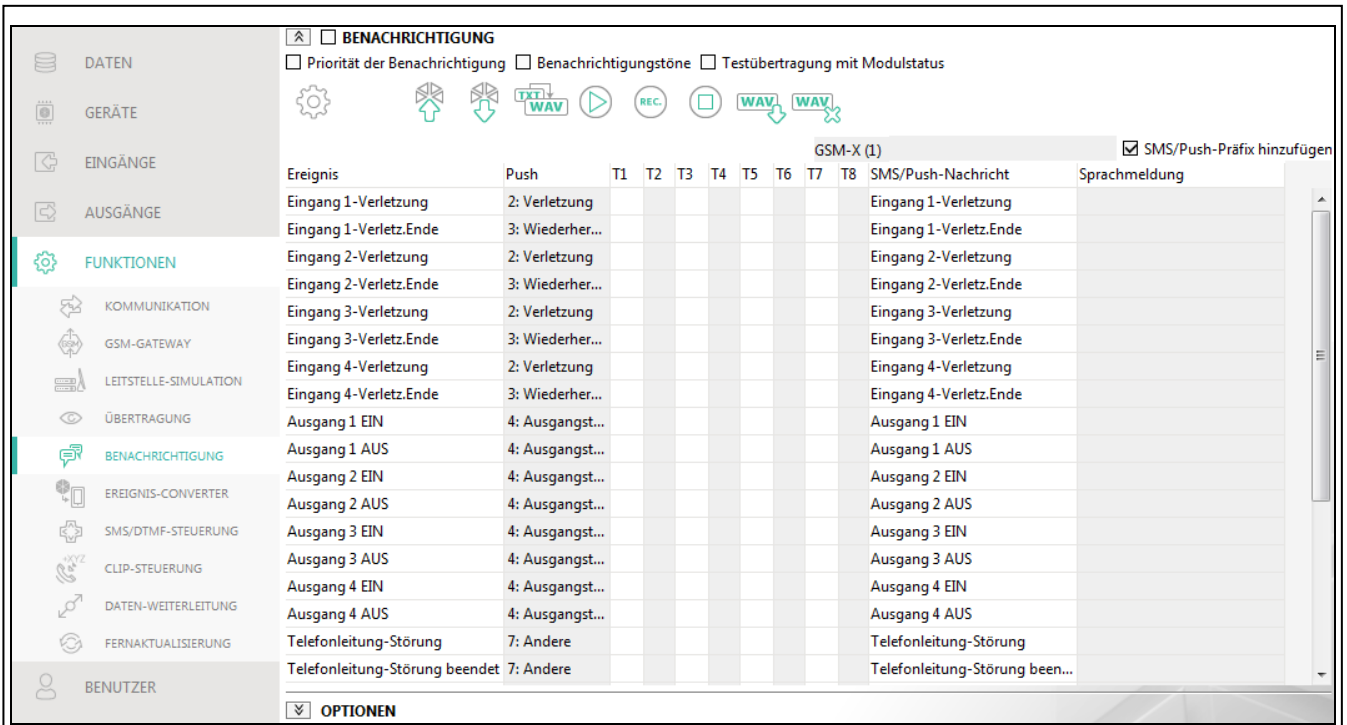 DATEN
GERÄTE
EINGÄNGE
AUSGÄNGE
FUNKTIONEN
KOMMUNIKATION
GSM-GATEWAY
LEITSTELLE-SIMULATION
ÜBERTRAGUNG
BENACHRICHTIGUNG
EREIGNIS-CONVERTER
SMS/DTMF-STEUERUNG
CLIP-STEUERUNG
DATEN-WEITERLEITUNG
FERNAKTUALISIERUNG
BENUTZER
BENACHRICHTIGUNG
Priorität der Benachrichtigung Benachrichtigungstöne Testübertragung mit Modulstatus
TXT WAV REC. WAV WAV
GSM-X (1) SMS/Push-Präfix hinzufügen
Ereignis Push T1 T2 T3 T4 T5 T6 T7 T8 SMS/Push-Nachricht Sprachmeldung
Eingang 1-Verletzung 2: Verletzung Eingang 1-Verletzung
Eingang 1-Verletz.Ende 3: Wiederher... Eingang 1-Verletz.Ende
Eingang 2-Verletzung 2: Verletzung Eingang 2-Verletzung
Eingang 2-Verletz.Ende 3: Wiederher... Eingang 2-Verletz.Ende
Eingang 3-Verletzung 2: Verletzung Eingang 3-Verletzung
Eingang 3-Verletz.Ende 3: Wiederher... Eingang 3-Verletz.Ende
Eingang 4-Verletzung 2: Verletzung Eingang 4-Verletzung
Eingang 4-Verletz.Ende 3: Wiederher... Eingang 4-Verletz.Ende
Ausgang 1 EIN 4: Ausgangst... Ausgang 1 EIN
Ausgang 1 AUS 4: Ausgangst... Ausgang 1 AUS
Ausgang 2 EIN 4: Ausgangst... Ausgang 2 EIN
Ausgang 2 AUS 4: Ausgangst... Ausgang 2 AUS
Ausgang 3 EIN 4: Ausgangst... Ausgang 3 EIN
Ausgang 3 AUS 4: Ausgangst... Ausgang 3 AUS
Ausgang 4 EIN 4: Ausgangst... Ausgang 4 EIN
Ausgang 4 AUS 4: Ausgangst... Ausgang 4 AUS
Telefonleitung-Störung 7: Andere Telefonleitung-Störung
Telefonleitung-Störung beendet 7: Andere Telefonleitung-Störung been...
OPTIONEN